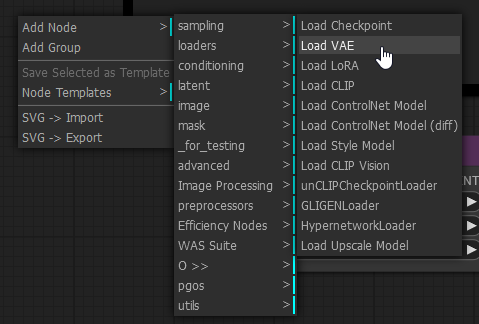 Add Node >
Add Group
Save Selected as Template
Node Templates >
SVG -> Import
SVG -> Export
sampling >
loaders >
conditioning >
latent >
image >
mask >
_for_testing >
advanced >
Image Processing >
preprocessors >
Efficiency Nodes >
WAS Suite >
O >> >
pgos >
utils >
Load Checkpoint
Load VAE
Load LoRA
Load CLIP
Load ControlNet Model
Load ControlNet Model (diff)
Load Style Model
Load CLIP Vision
unCLIPCheckpointLoader
GLIGENLoader
HypernetworkLoader
Load Upscale Model
NT